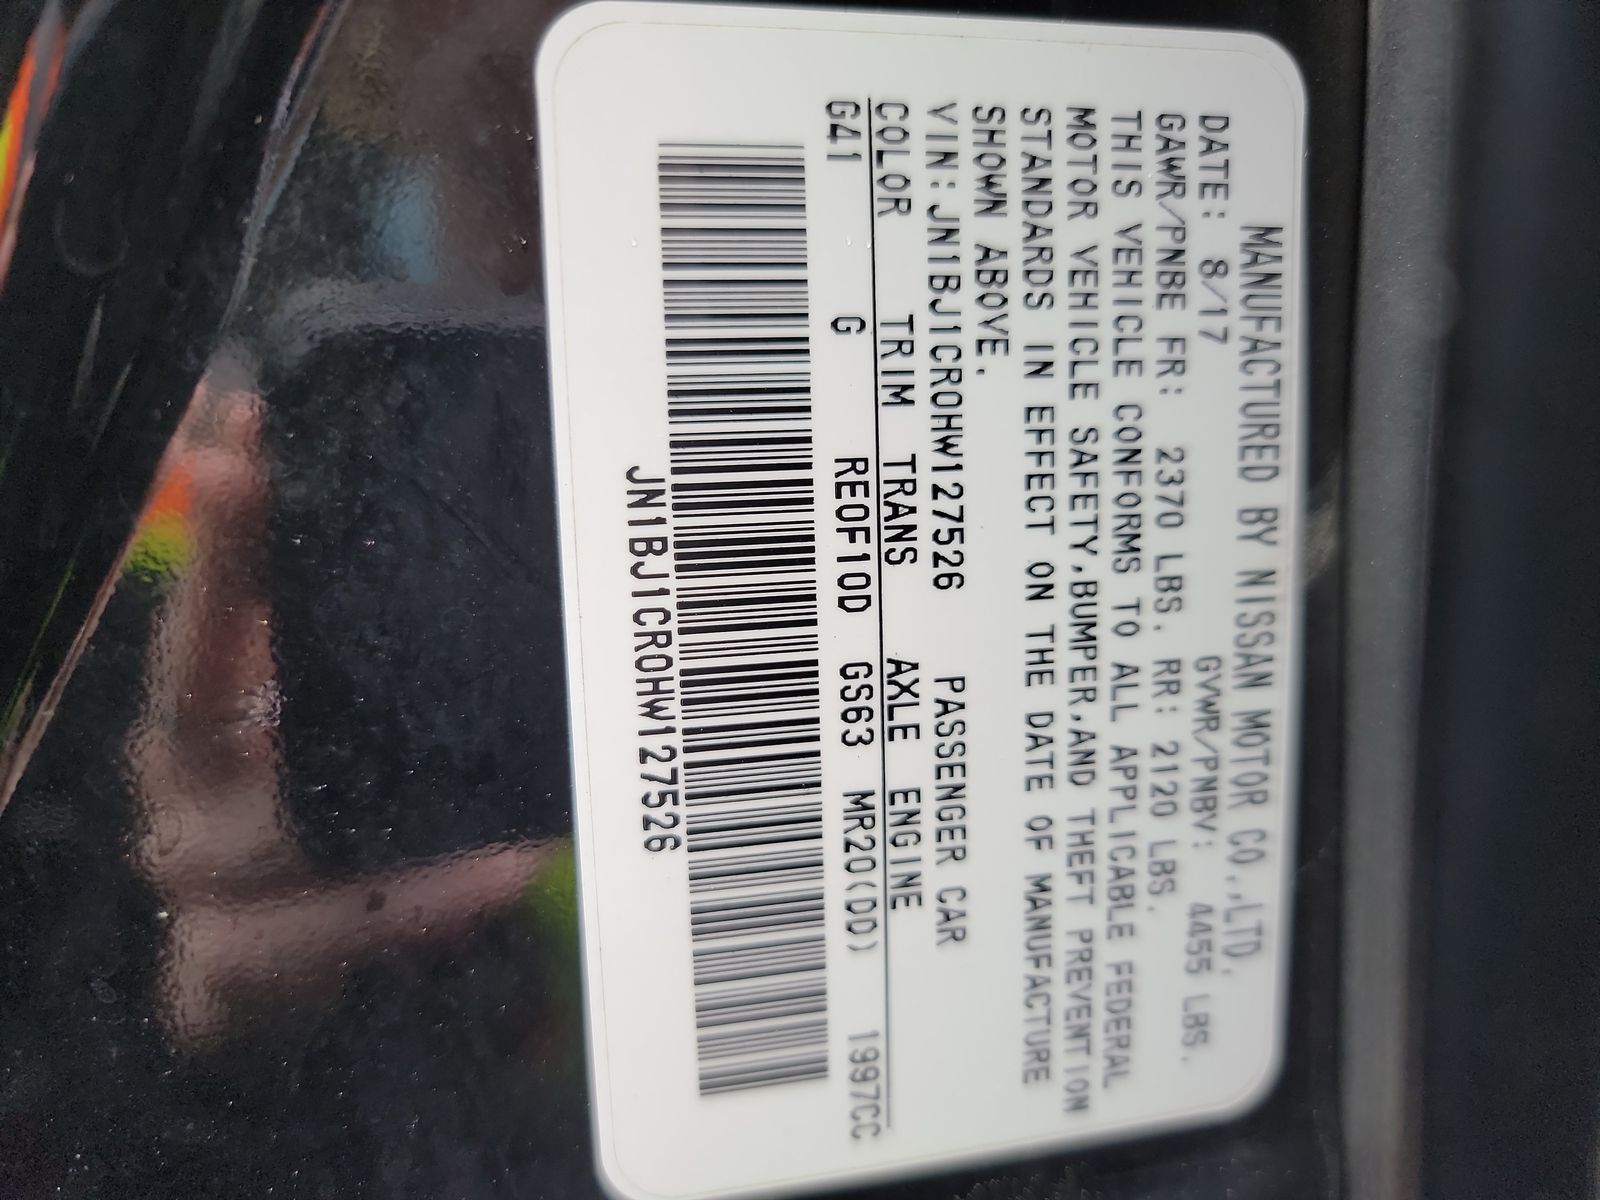 MANUFACTURED BY NISSAN MOTOR CO.,LTD.
DATE: 8/17 GVWR/PNBV: 4455 LBS.
GAWR/PNBE FR: 2370 LBS. RR: 2120 LBS.
THIS VEHICLE CONFORMS TO ALL APPLICABLE FEDERAL
MOTOR VEHICLE SAFETY,BUMPER,AND THEFT PREVENTION
STANDARDS IN EFFECT ON THE DATE OF MANUFACTURE
SHOWN ABOVE.
VIN:JN1BJ1CR0HW127526 PASSENGER CAR
COLOR TRIM TRANS AXLE ENGINE
G41 G RE0F10D GS63 MR20(DD) 1997CC
JN1BJ1CR0HW127526